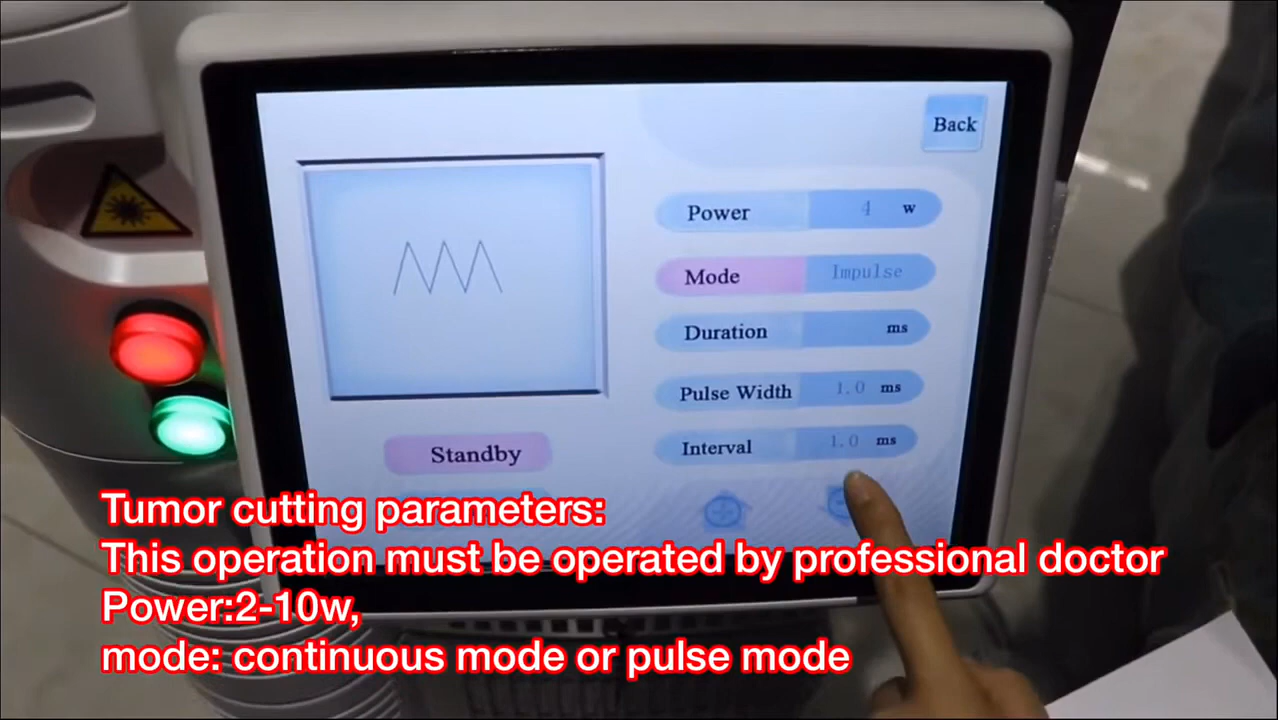 Back
Power 4 w
Mode Impulse
Duration ms
Pulse Width 1.0 ms
Interval 1.0 ms
Standby
Tumor cutting parameters:
This operation must be operated by professional doctor
Power:2-10w,
mode: continuous mode or pulse mode